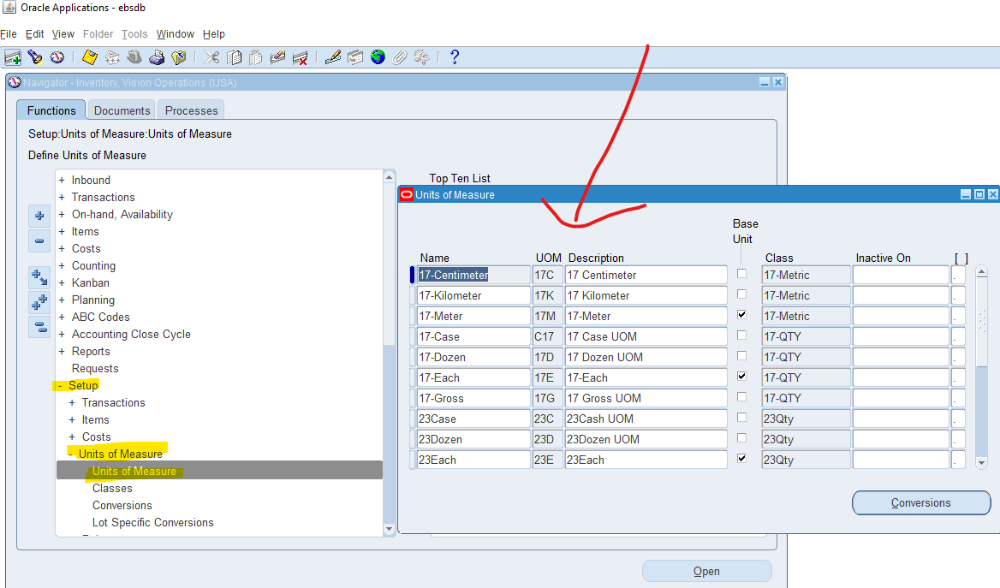 Oracle Applications - ebsdb
File Edit View Folder Tools Window Help
Navigator - Inventory, Vision Operations (USA)
Functions Documents Processes
Setup:Units of Measure:Units of Measure
Define Units of Measure
+ Inbound
+ Transactions
+ On-hand, Availability
+ Items
+ Costs
+ Counting
+ Kanban
+ Planning
+ ABC Codes
+ Accounting Close Cycle
+ Reports
Requests
- Setup
+ Transactions
+ Items
+ Costs
- Units of Measure
Units of Measure
Classes
Conversions
Lot Specific Conversions
Top Ten List
Units of Measure
Base
Unit
Name UOM Description Class Inactive On [ ]
17-Centimeter 17C 17 Centimeter 17-Metric .
17-Kilometer 17K 17 Kilometer 17-Metric .
17-Meter 17M 17-Meter 17-Metric .
17-Case C17 17 Case UOM 17-QTY .
17-Dozen 17D 17 Dozen UOM 17-QTY .
17-Each 17E 17-Each 17-QTY .
17-Gross 17G 17 Gross UOM 17-QTY .
23Case 23C 23Cash UOM 23Qty .
23Dozen 23D 23Dozen UOM 23Qty .
23Each 23E 23Each 23Qty .
Conversions
Open